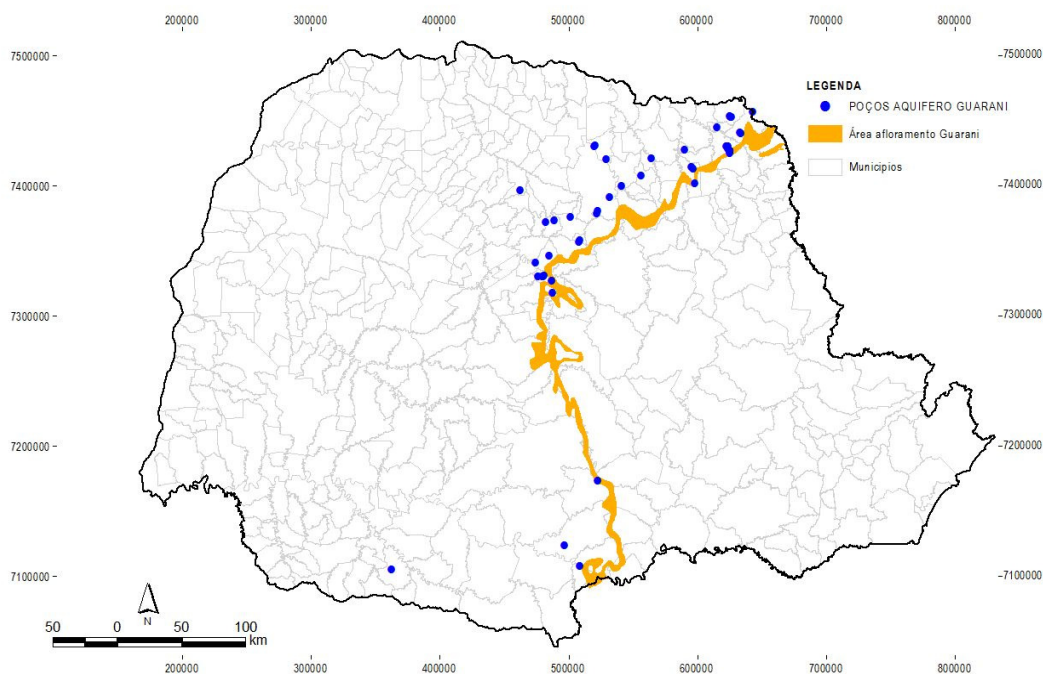 200000 300000 400000 500000 600000 700000 800000
7500000 7500000
LEGENDA
POÇOS AQUIFERO GUARANI
Área afloramento Guarani
Municipios
7400000 7400000
7300000 7300000
7200000 7200000
7100000 7100000
N
50 0 50 100
km
200000 300000 400000 500000 600000 700000 800000